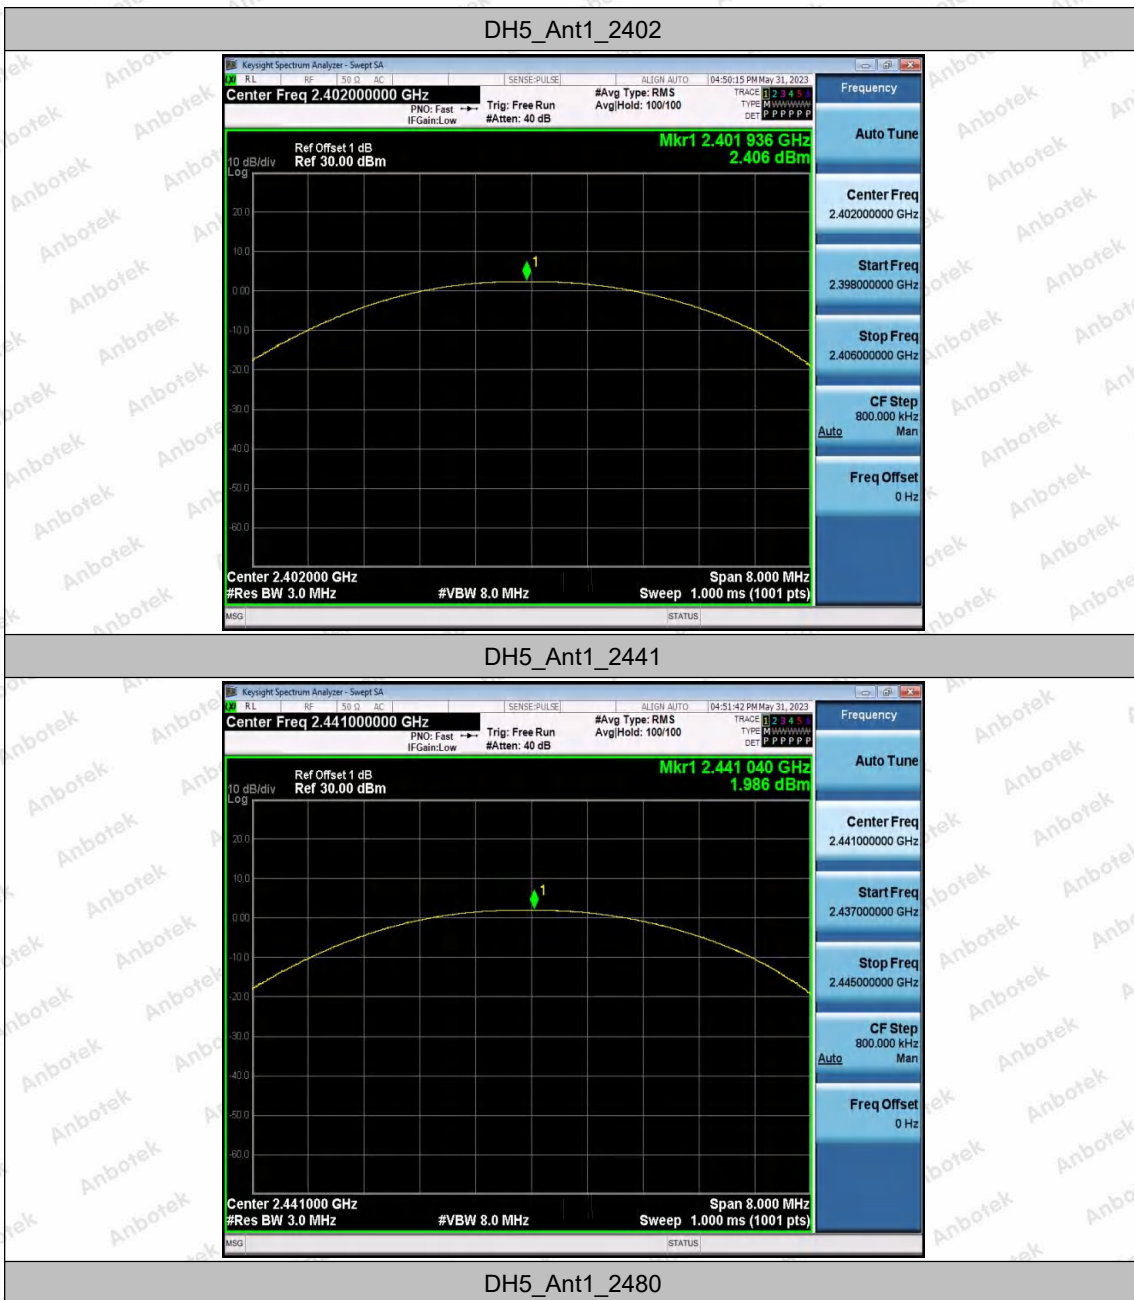 DH5_Ant1_2402
Keysight Spectrum Analyzer - Swept SA
RL RF 50 Ω AC SENSE:PULSE ALIGN AUTO 04:50:15 PM May 31, 2023
Center Freq 2.402000000 GHz
PNO: Fast
IFGain:Low
Trig: Free Run
#Atten: 40 dB
#Avg Type: RMS
Avg|Hold: 100/100
TRACE 1 2 3 4 5 6
TYPE M W W W W W
DET P P P P P P
Ref Offset 1 dB
10 dB/div Ref 30.00 dBm
Log
Mkr1 2.401 936 GHz
2.406 dBm
20.0
10.0
1
0.00
-10.0
-20.0
-30.0
-40.0
-50.0
-60.0
Center 2.402000 GHz Span 8.000 MHz
#Res BW 3.0 MHz #VBW 8.0 MHz Sweep 1.000 ms (1001 pts)
MSG STATUS
Frequency
Auto Tune
Center Freq
2.402000000 GHz
Start Freq
2.398000000 GHz
Stop Freq
2.406000000 GHz
CF Step
800.000 kHz
Auto Man
Freq Offset
0 Hz
DH5_Ant1_2441
Keysight Spectrum Analyzer - Swept SA
RL RF 50 Ω AC SENSE:PULSE ALIGN AUTO 04:51:42 PM May 31, 2023
Center Freq 2.441000000 GHz
PNO: Fast
IFGain:Low
Trig: Free Run
#Atten: 40 dB
#Avg Type: RMS
Avg|Hold: 100/100
TRACE 1 2 3 4 5 6
TYPE M W W W W W
DET P P P P P P
Ref Offset 1 dB
10 dB/div Ref 30.00 dBm
Log
Mkr1 2.441 040 GHz
1.986 dBm
20.0
10.0
1
0.00
-10.0
-20.0
-30.0
-40.0
-50.0
-60.0
Center 2.441000 GHz Span 8.000 MHz
#Res BW 3.0 MHz #VBW 8.0 MHz Sweep 1.000 ms (1001 pts)
MSG STATUS
Frequency
Auto Tune
Center Freq
2.441000000 GHz
Start Freq
2.437000000 GHz
Stop Freq
2.445000000 GHz
CF Step
800.000 kHz
Auto Man
Freq Offset
0 Hz
DH5_Ant1_2480
Anbotek